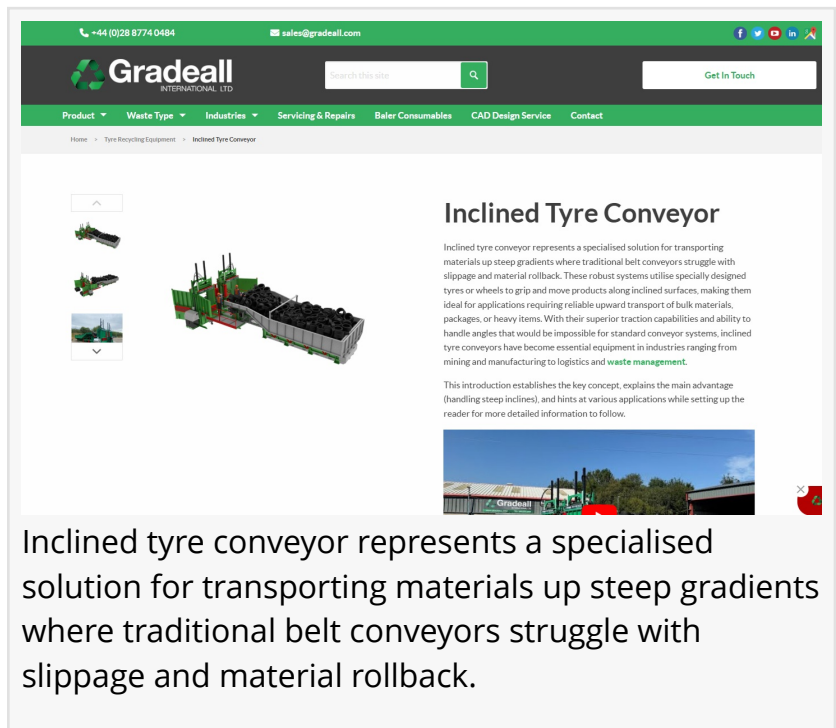 +44 (0)28 8774 0484
sales@gradeall.com
Gradeall
INTERNATIONAL LTD
Search this site
Get In Touch
Product
Waste Type
Industries
Servicing & Repairs
Baler Consumables
CAD Design Service
Contact
Home > Tyre Recycling Equipment > Inclined Tyre Conveyor
Inclined Tyre Conveyor
Inclined tyre conveyor represents a specialised solution for transporting
materials up steep gradients where traditional belt conveyors struggle with
slippage and material rollback. These robust systems utilise specially designed
tyres or wheels to grip and move products along inclined surfaces, making them
ideal for applications requiring reliable upward transport of bulk materials,
packages, or heavy items. With their superior traction capabilities and ability to
handle angles that would be impossible for standard conveyor systems, inclined
tyre conveyors have become essential equipment in industries ranging from
mining and manufacturing to logistics and waste management.
This introduction establishes the key concept, explains the main advantage
(handling steep inclines), and hints at various applications while setting up the
reader for more detailed information to follow.
Gradeall
Inclined tyre conveyor represents a specialised
solution for transporting materials up steep gradients
where traditional belt conveyors struggle with
slippage and material rollback.